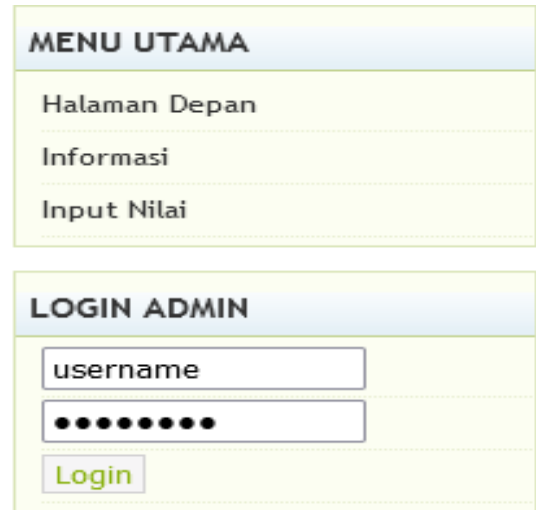 MENU UTAMA
Halaman Depan
Informasi
Input Nilai
LOGIN ADMIN
username
●●●●●●●●
Login